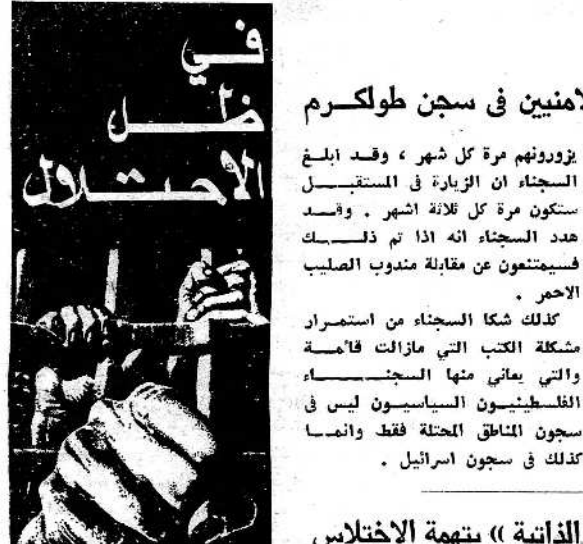 في
ظل
الاحتلال
لامنيين في سجن طولكرم
يزورونهم مرة كل شهر ، وقد أبلغ
السجناء ان الزيارة في المستقبل
ستكون مرة كل ثلاثة اشهر . وقد
هدد السجناء انه اذا تم ذلك
فسيمتنعون عن مقابلة مندوب الصليب
الاحمر .
كذلك شكا السجناء من استمرار
مشكلة الكتب التي مازالت قائمة
والتي يعاني منها السجناء
الفلسطينيون السياسيون ليس في
سجون المناطق المحتلة فقط وانما
كذلك في سجون اسرائيل .
الذاتية )) بتهمة الاختلاس